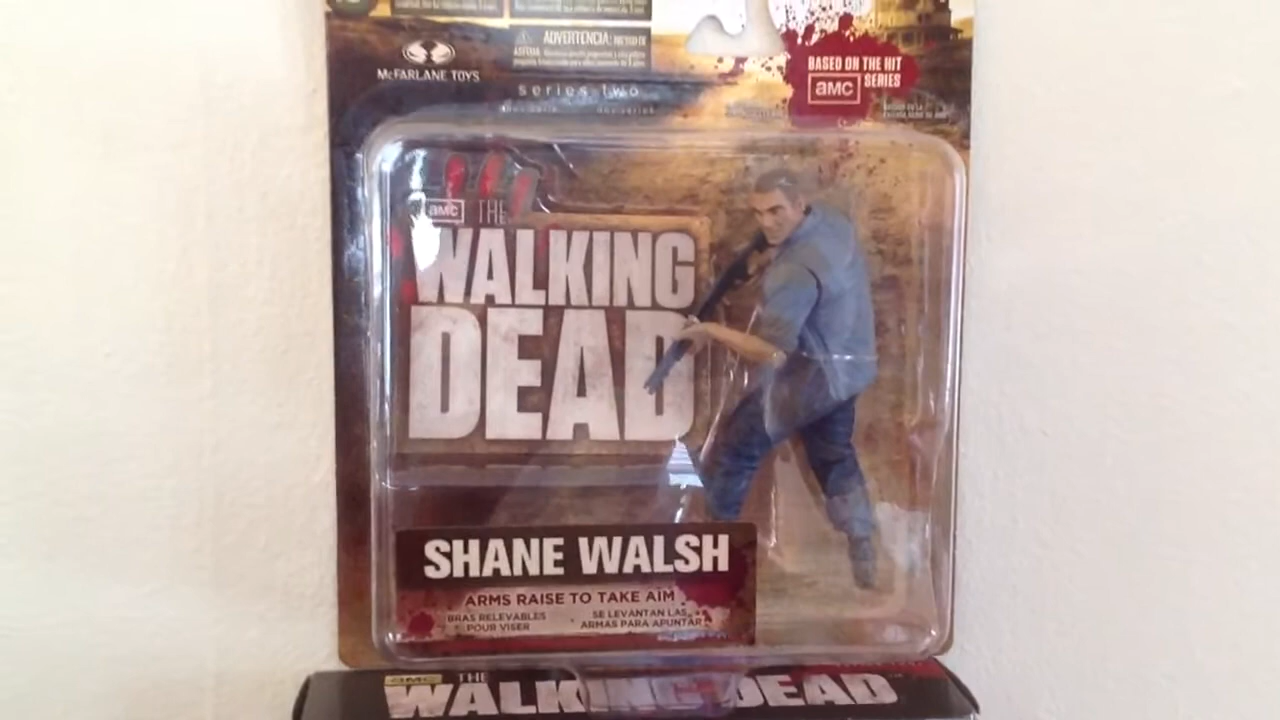 ADVERTENCIA:
McFARLANE TOYS
series two
BASED ON THE HIT
amc SERIES
amc THE
WALKING
DEAD
SHANE WALSH
ARMS RAISE TO TAKE AIM
BRAS RELEVABLES
POUR VISER
SE LEVANTAN LAS
ARMAS PARA APUNTAR
amc THE
WALKING DEAD